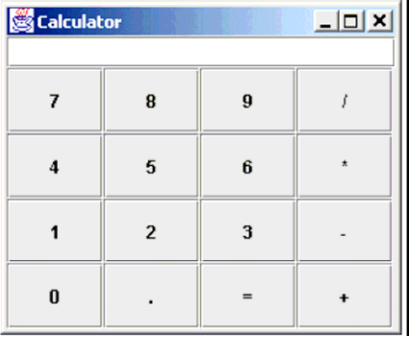 Calculator
7 8 9 /
4 5 6 *
1 2 3 -
0 . = +